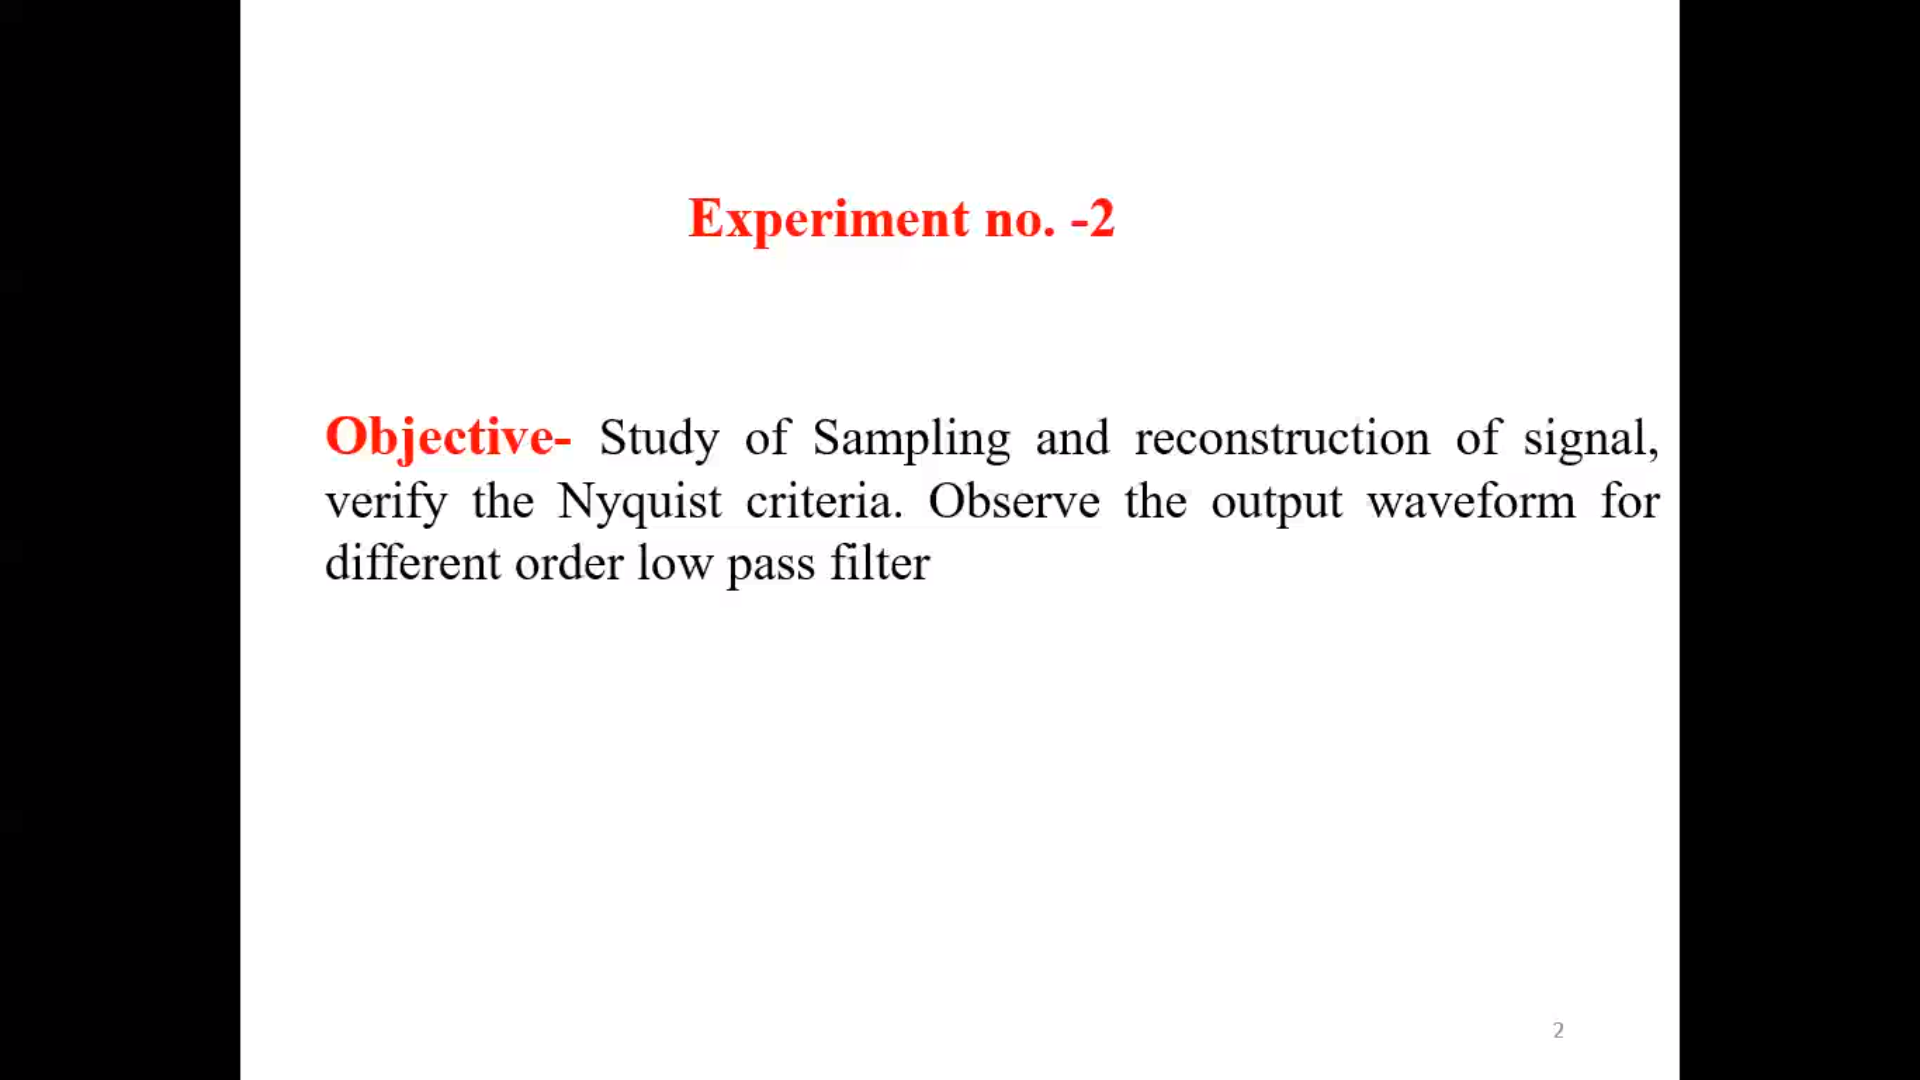 Experiment no. -2
Objective- Study of Sampling and reconstruction of signal,
verify the Nyquist criteria. Observe the output waveform for
different order low pass filter
2